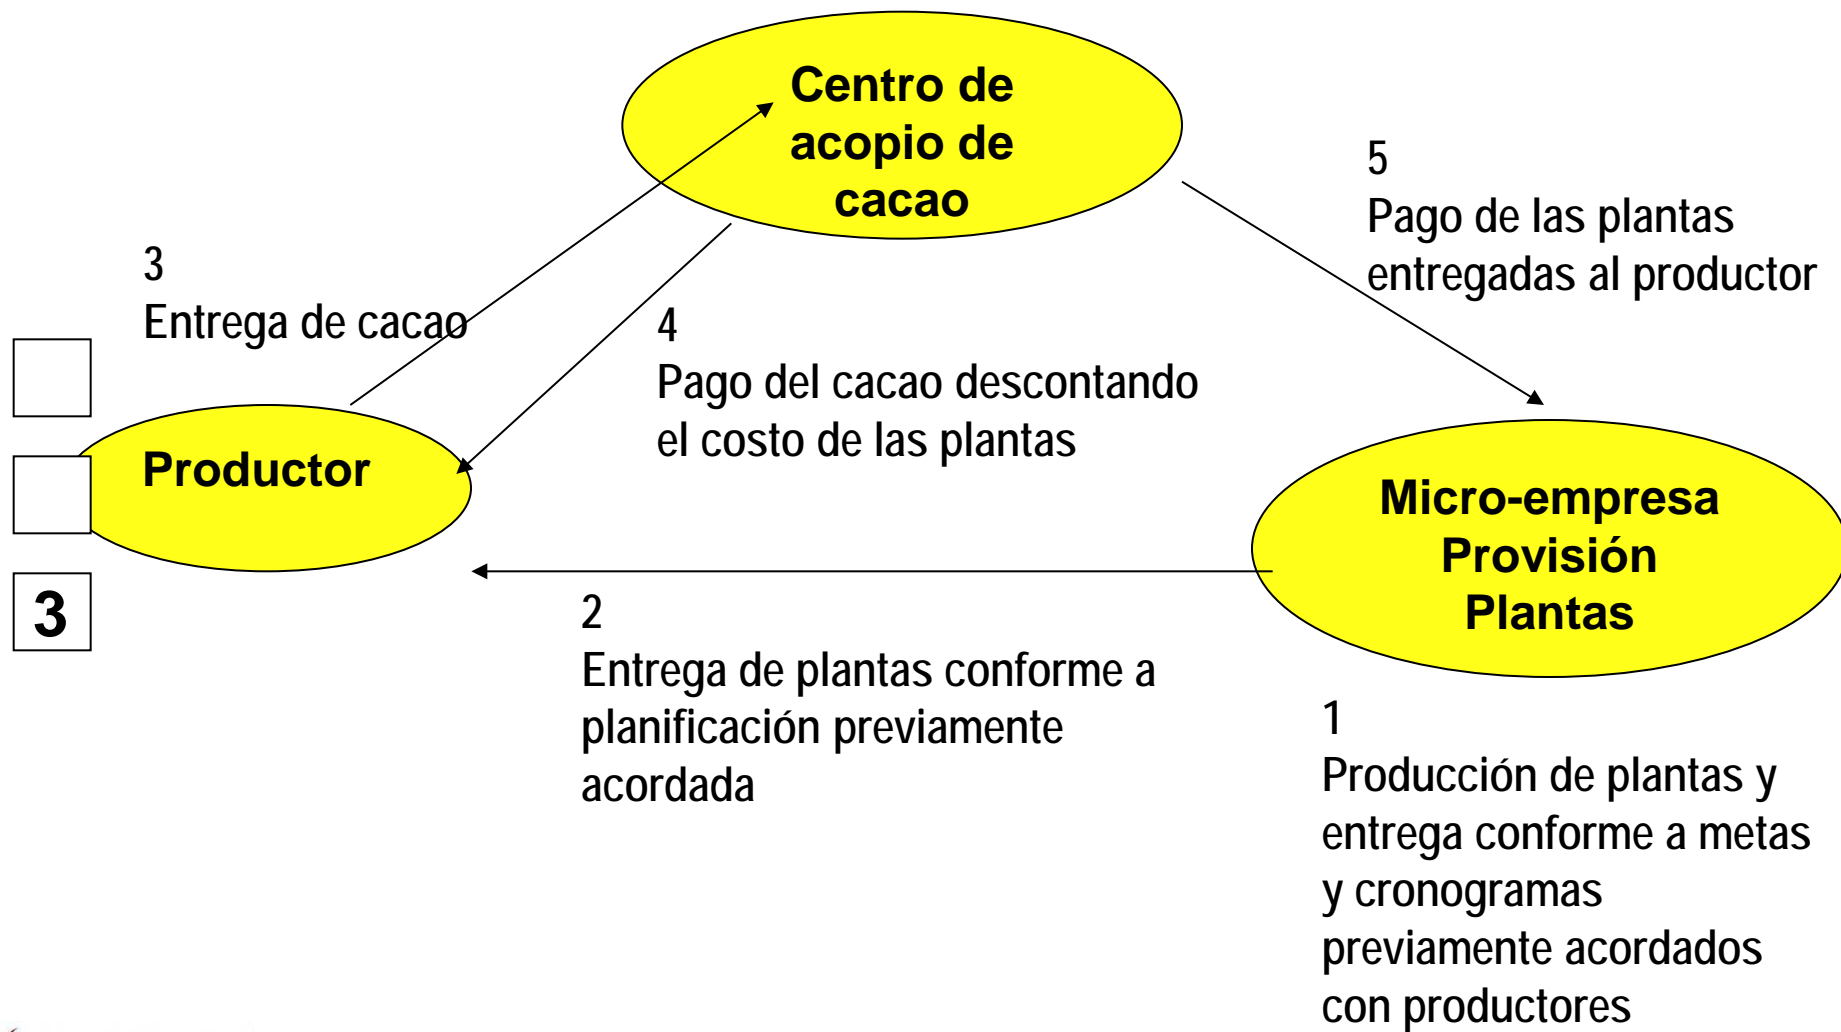 Centro de
acopio de
cacao
5
Pago de las plantas
entregadas al productor
3
Entrega de cacao
4
Pago del cacao descontando
el costo de las plantas
Productor
Micro-empresa
Provisión
Plantas
3
2
Entrega de plantas conforme a
planificación previamente
acordada
1
Producción de plantas y
entrega conforme a metas
y cronogramas
previamente acordados
con productores